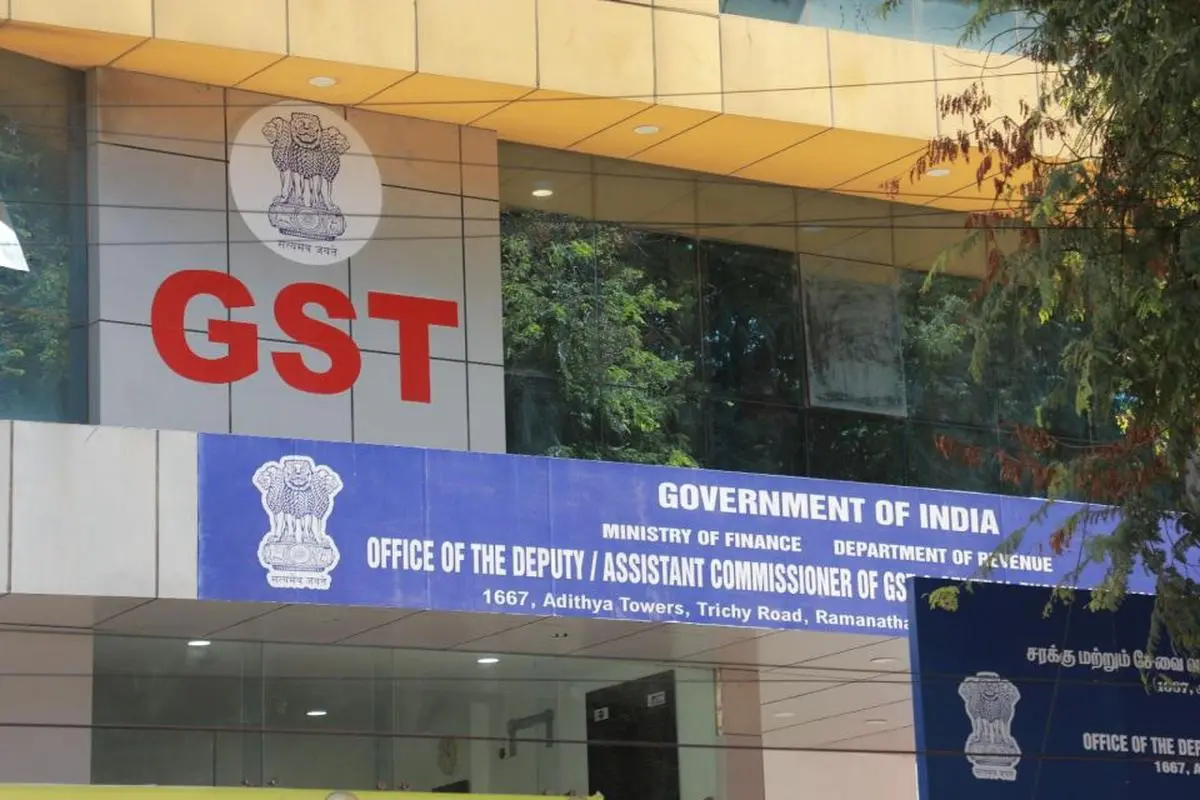 सत्यमेव जयते
GST
सत्यमेव जयते
GOVERNMENT OF INDIA
MINISTRY OF FINANCE DEPARTMENT OF REVENUE
OFFICE OF THE DEPUTY / ASSISTANT COMMISSIONER OF GST
1667, Adithya Towers, Trichy Road, Ramanatha
சரக்கு மற்றும் சேவை
1667,
OFFICE OF THE DEP
1667, A